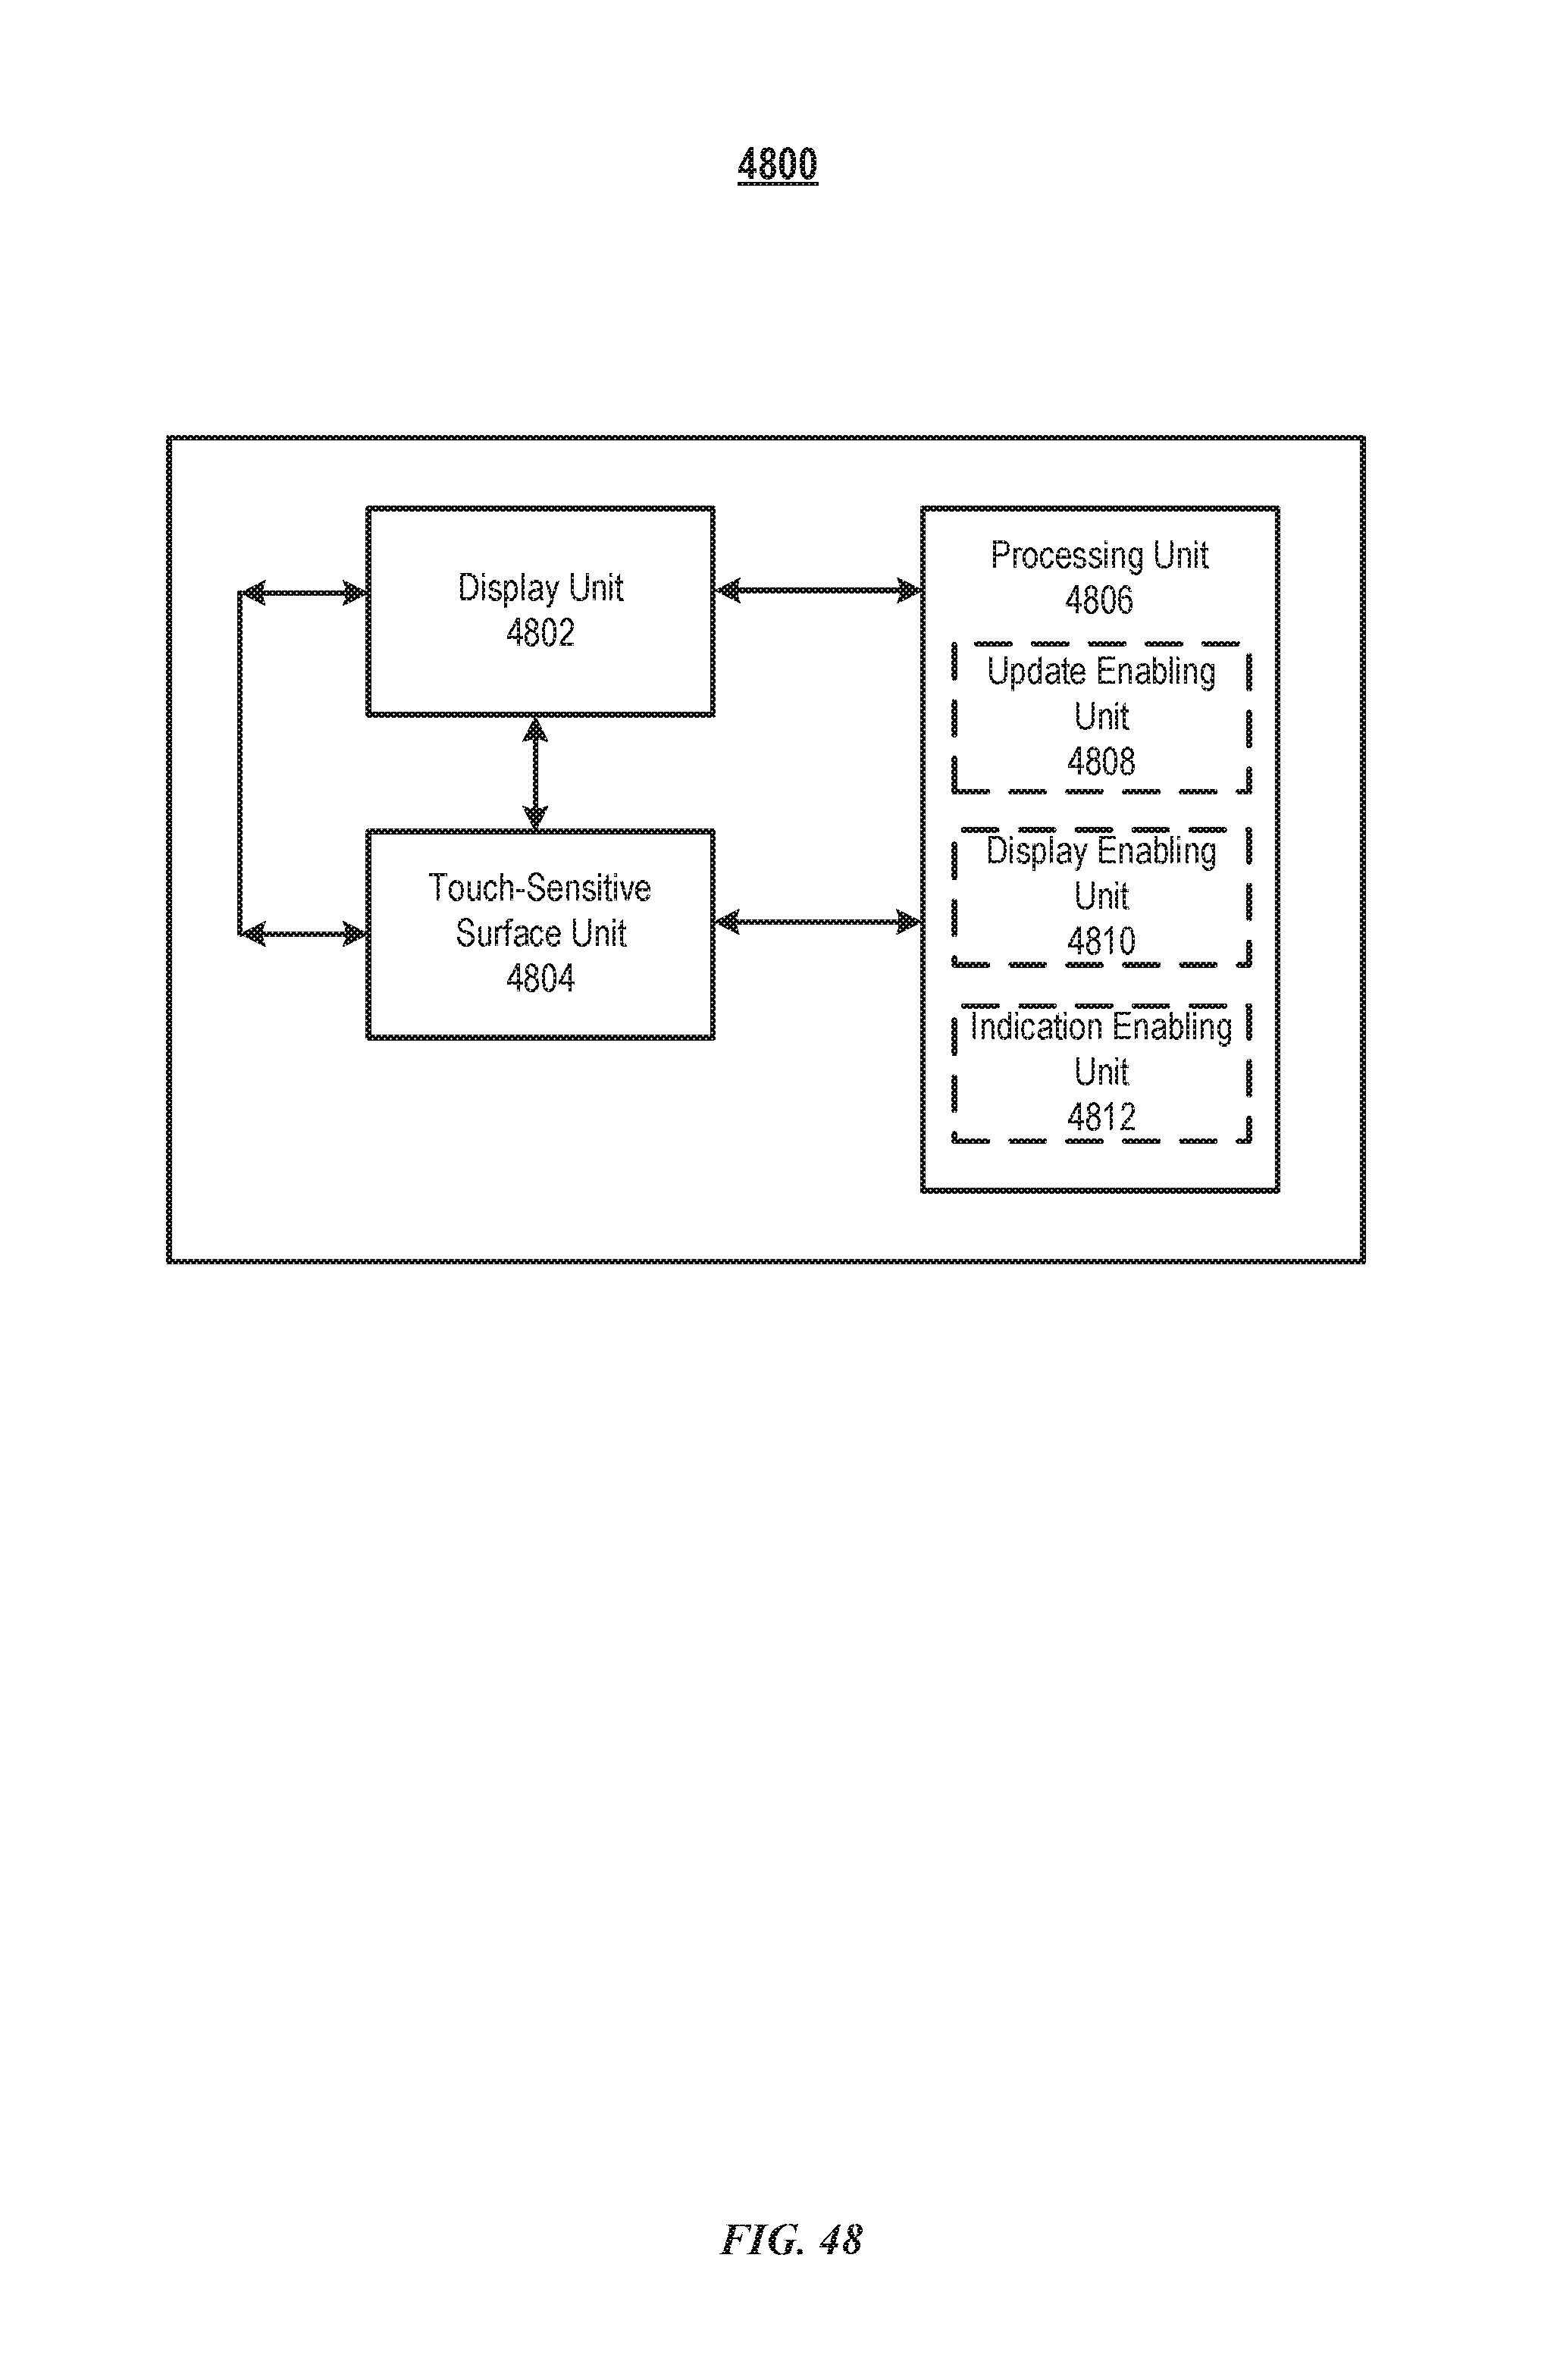 4800
Display Unit
4802
Touch-Sensitive
Surface Unit
4804
Processing Unit
4806
Update Enabling
Unit
4808
Display Enabling
Unit
4810
Indication Enabling
Unit
4812
FIG. 48